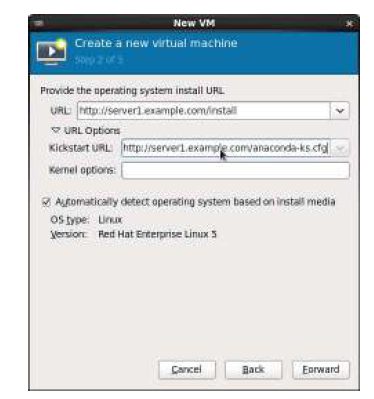 New VM
Create a new virtual machine
Step 2 of 5
Provide the operating system install URL
URL: http://server1.example.com/install
URL Options
Kickstart URL: http://server1.example.com/anaconda-ks.cfg
Kernel options:
Automatically detect operating system based on install media
OS type: Linux
Version: Red Hat Enterprise Linux 5
Cancel Back Forward